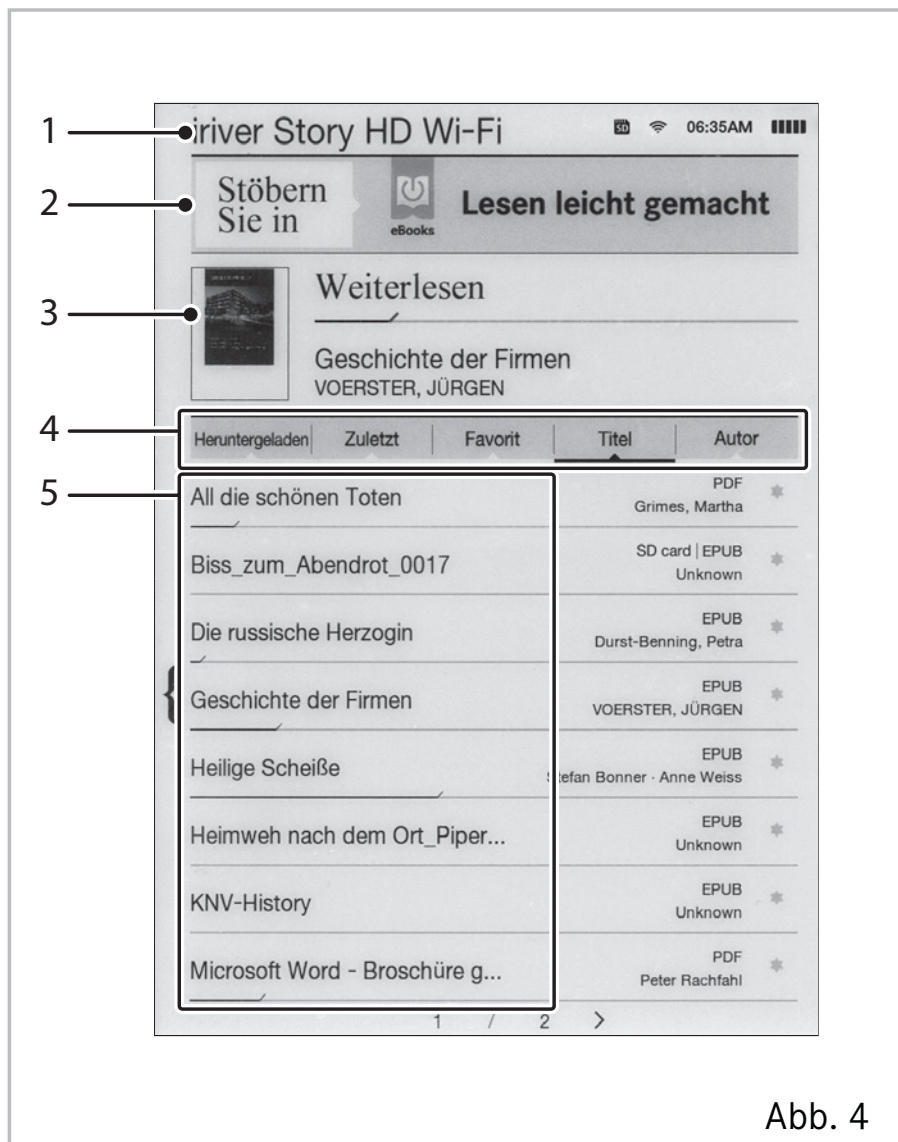 1 iriver Story HD Wi-Fi SD 06:35AM
2 Stöbern
Sie in
eBooks
Lesen leicht gemacht
3 Weiterlesen
Geschichte der Firmen
VOERSTER, JÜRGEN
4 Heruntergeladen Zuletzt Favorit Titel Autor
5 All die schönen Toten
PDF
Grimes, Martha
Biss_zum_Abendrot_0017
SD card | EPUB
Unknown
Die russische Herzogin
EPUB
Durst-Benning, Petra
Geschichte der Firmen
EPUB
VOERSTER, JÜRGEN
Heilige Scheiße
EPUB
Stefan Bonner · Anne Weiss
Heimweh nach dem Ort_Piper...
EPUB
Unknown
KNV-History
EPUB
Unknown
Microsoft Word - Broschüre g...
PDF
Peter Rachfahl
1 / 2 >
Abb. 4